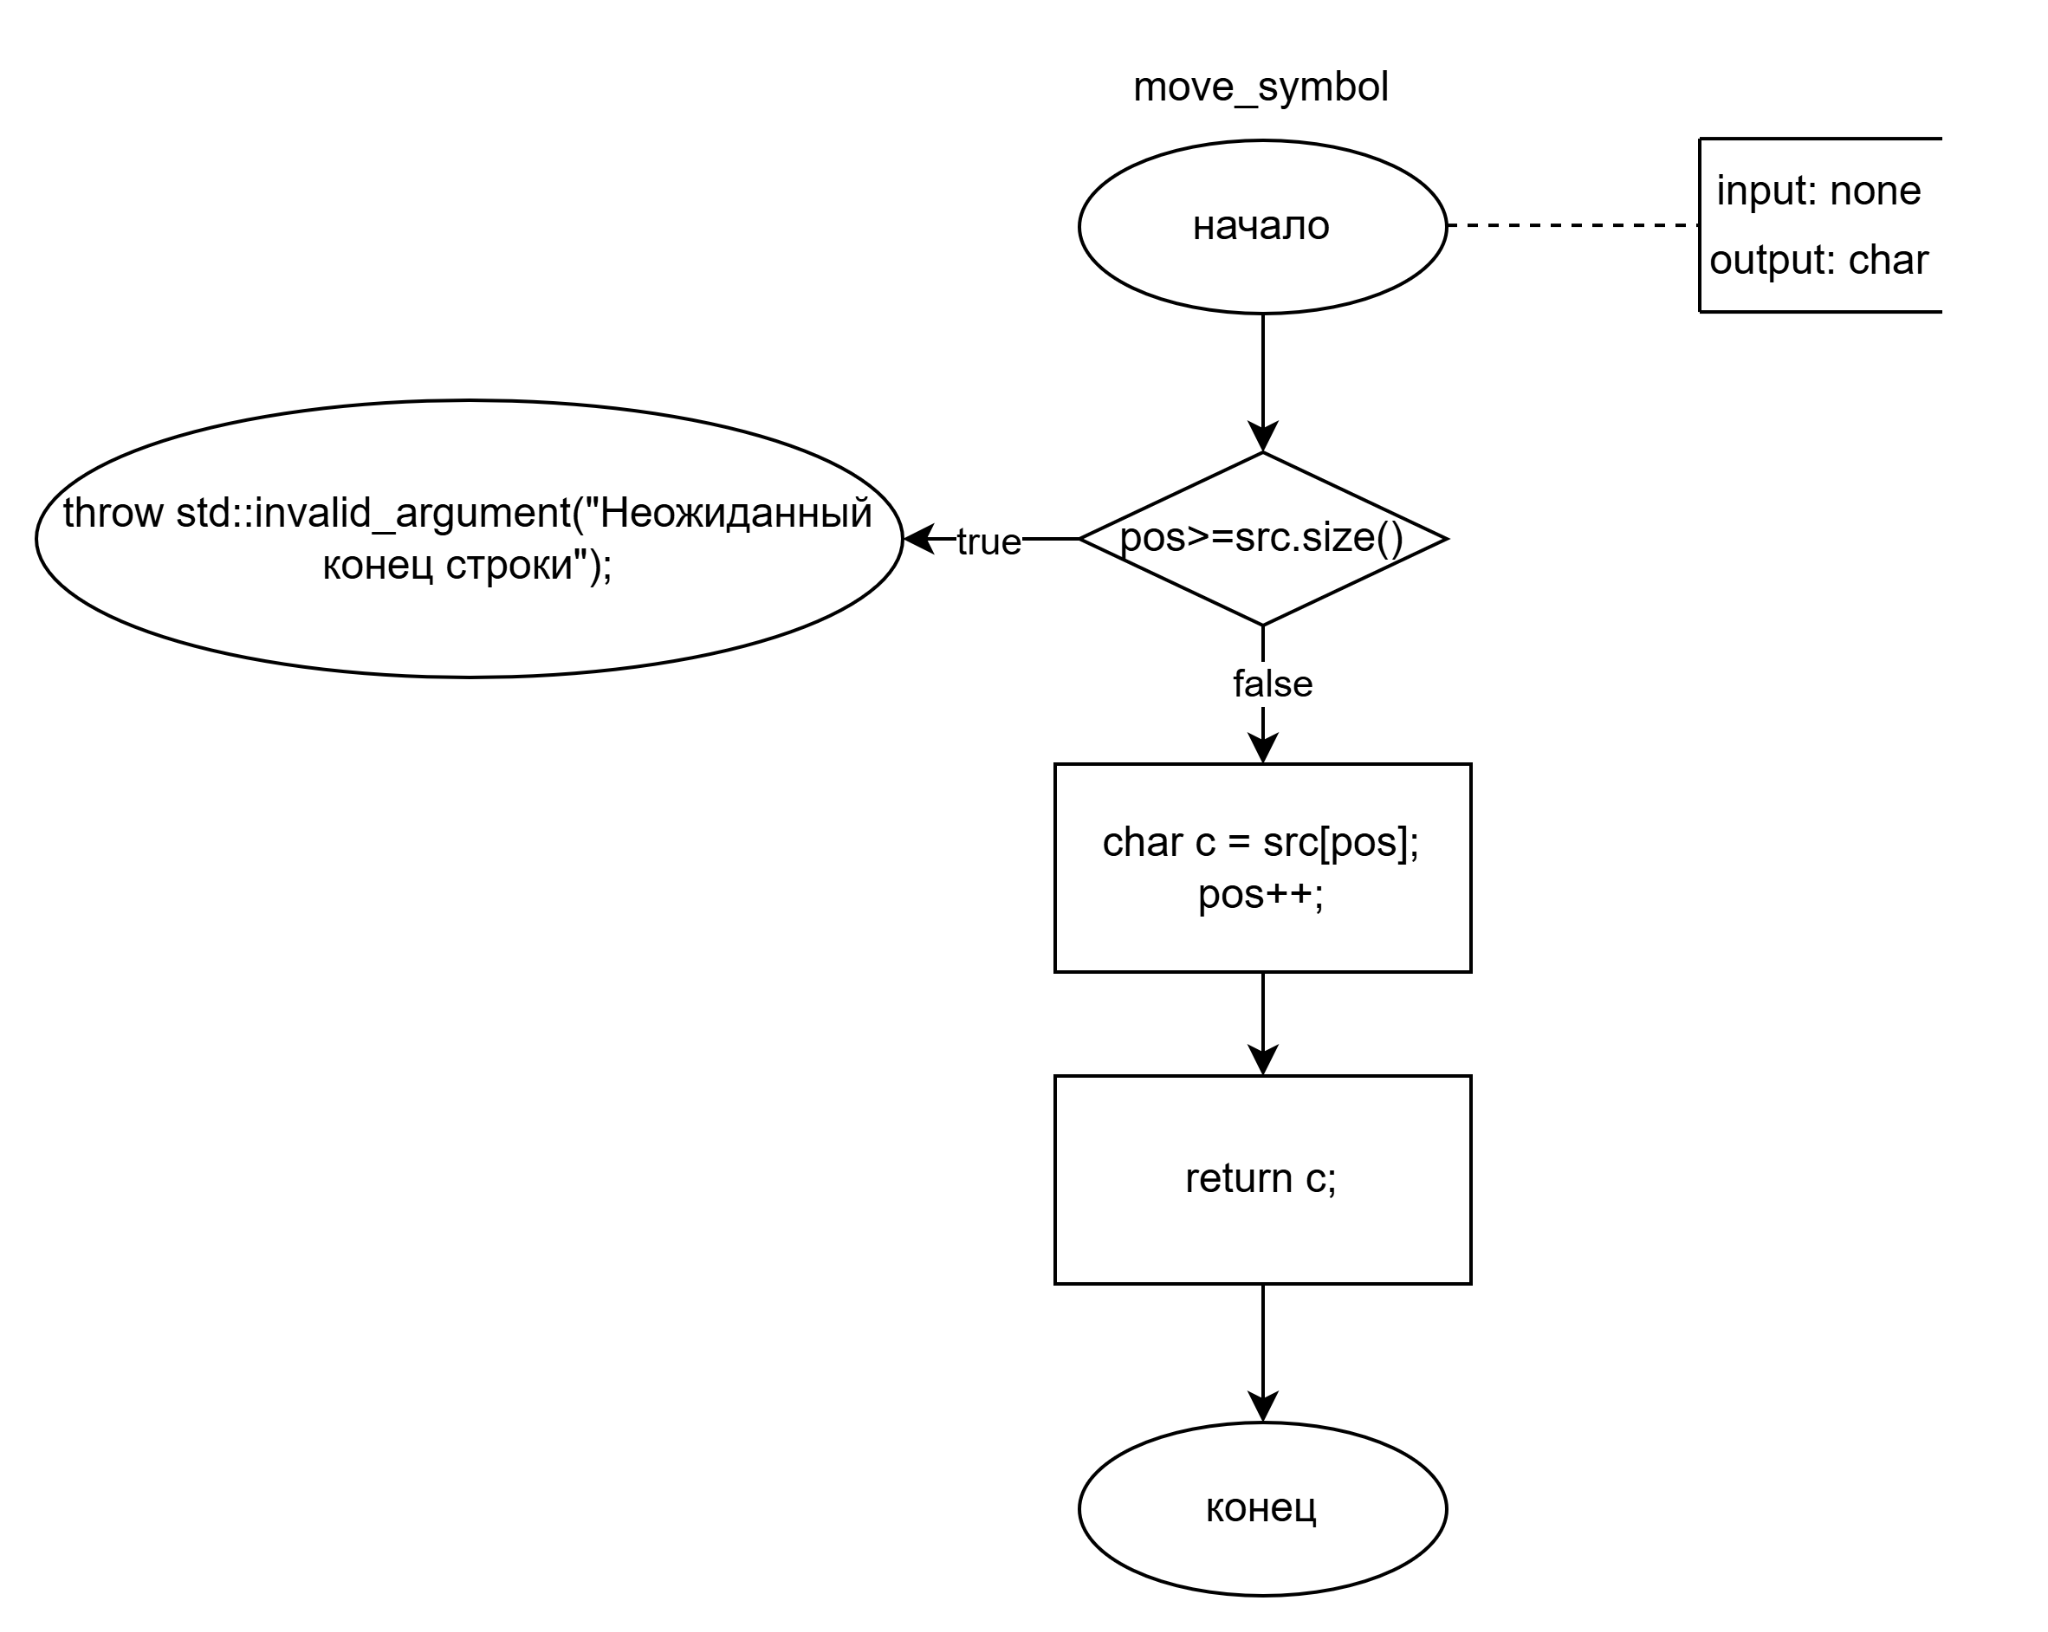 move_symbol
начало
input: none
output: char
throw std::invalid_argument("Неожиданный
конец строки");
true
pos>=src.size()
false
char c = src[pos];
pos++;
return c;
конец